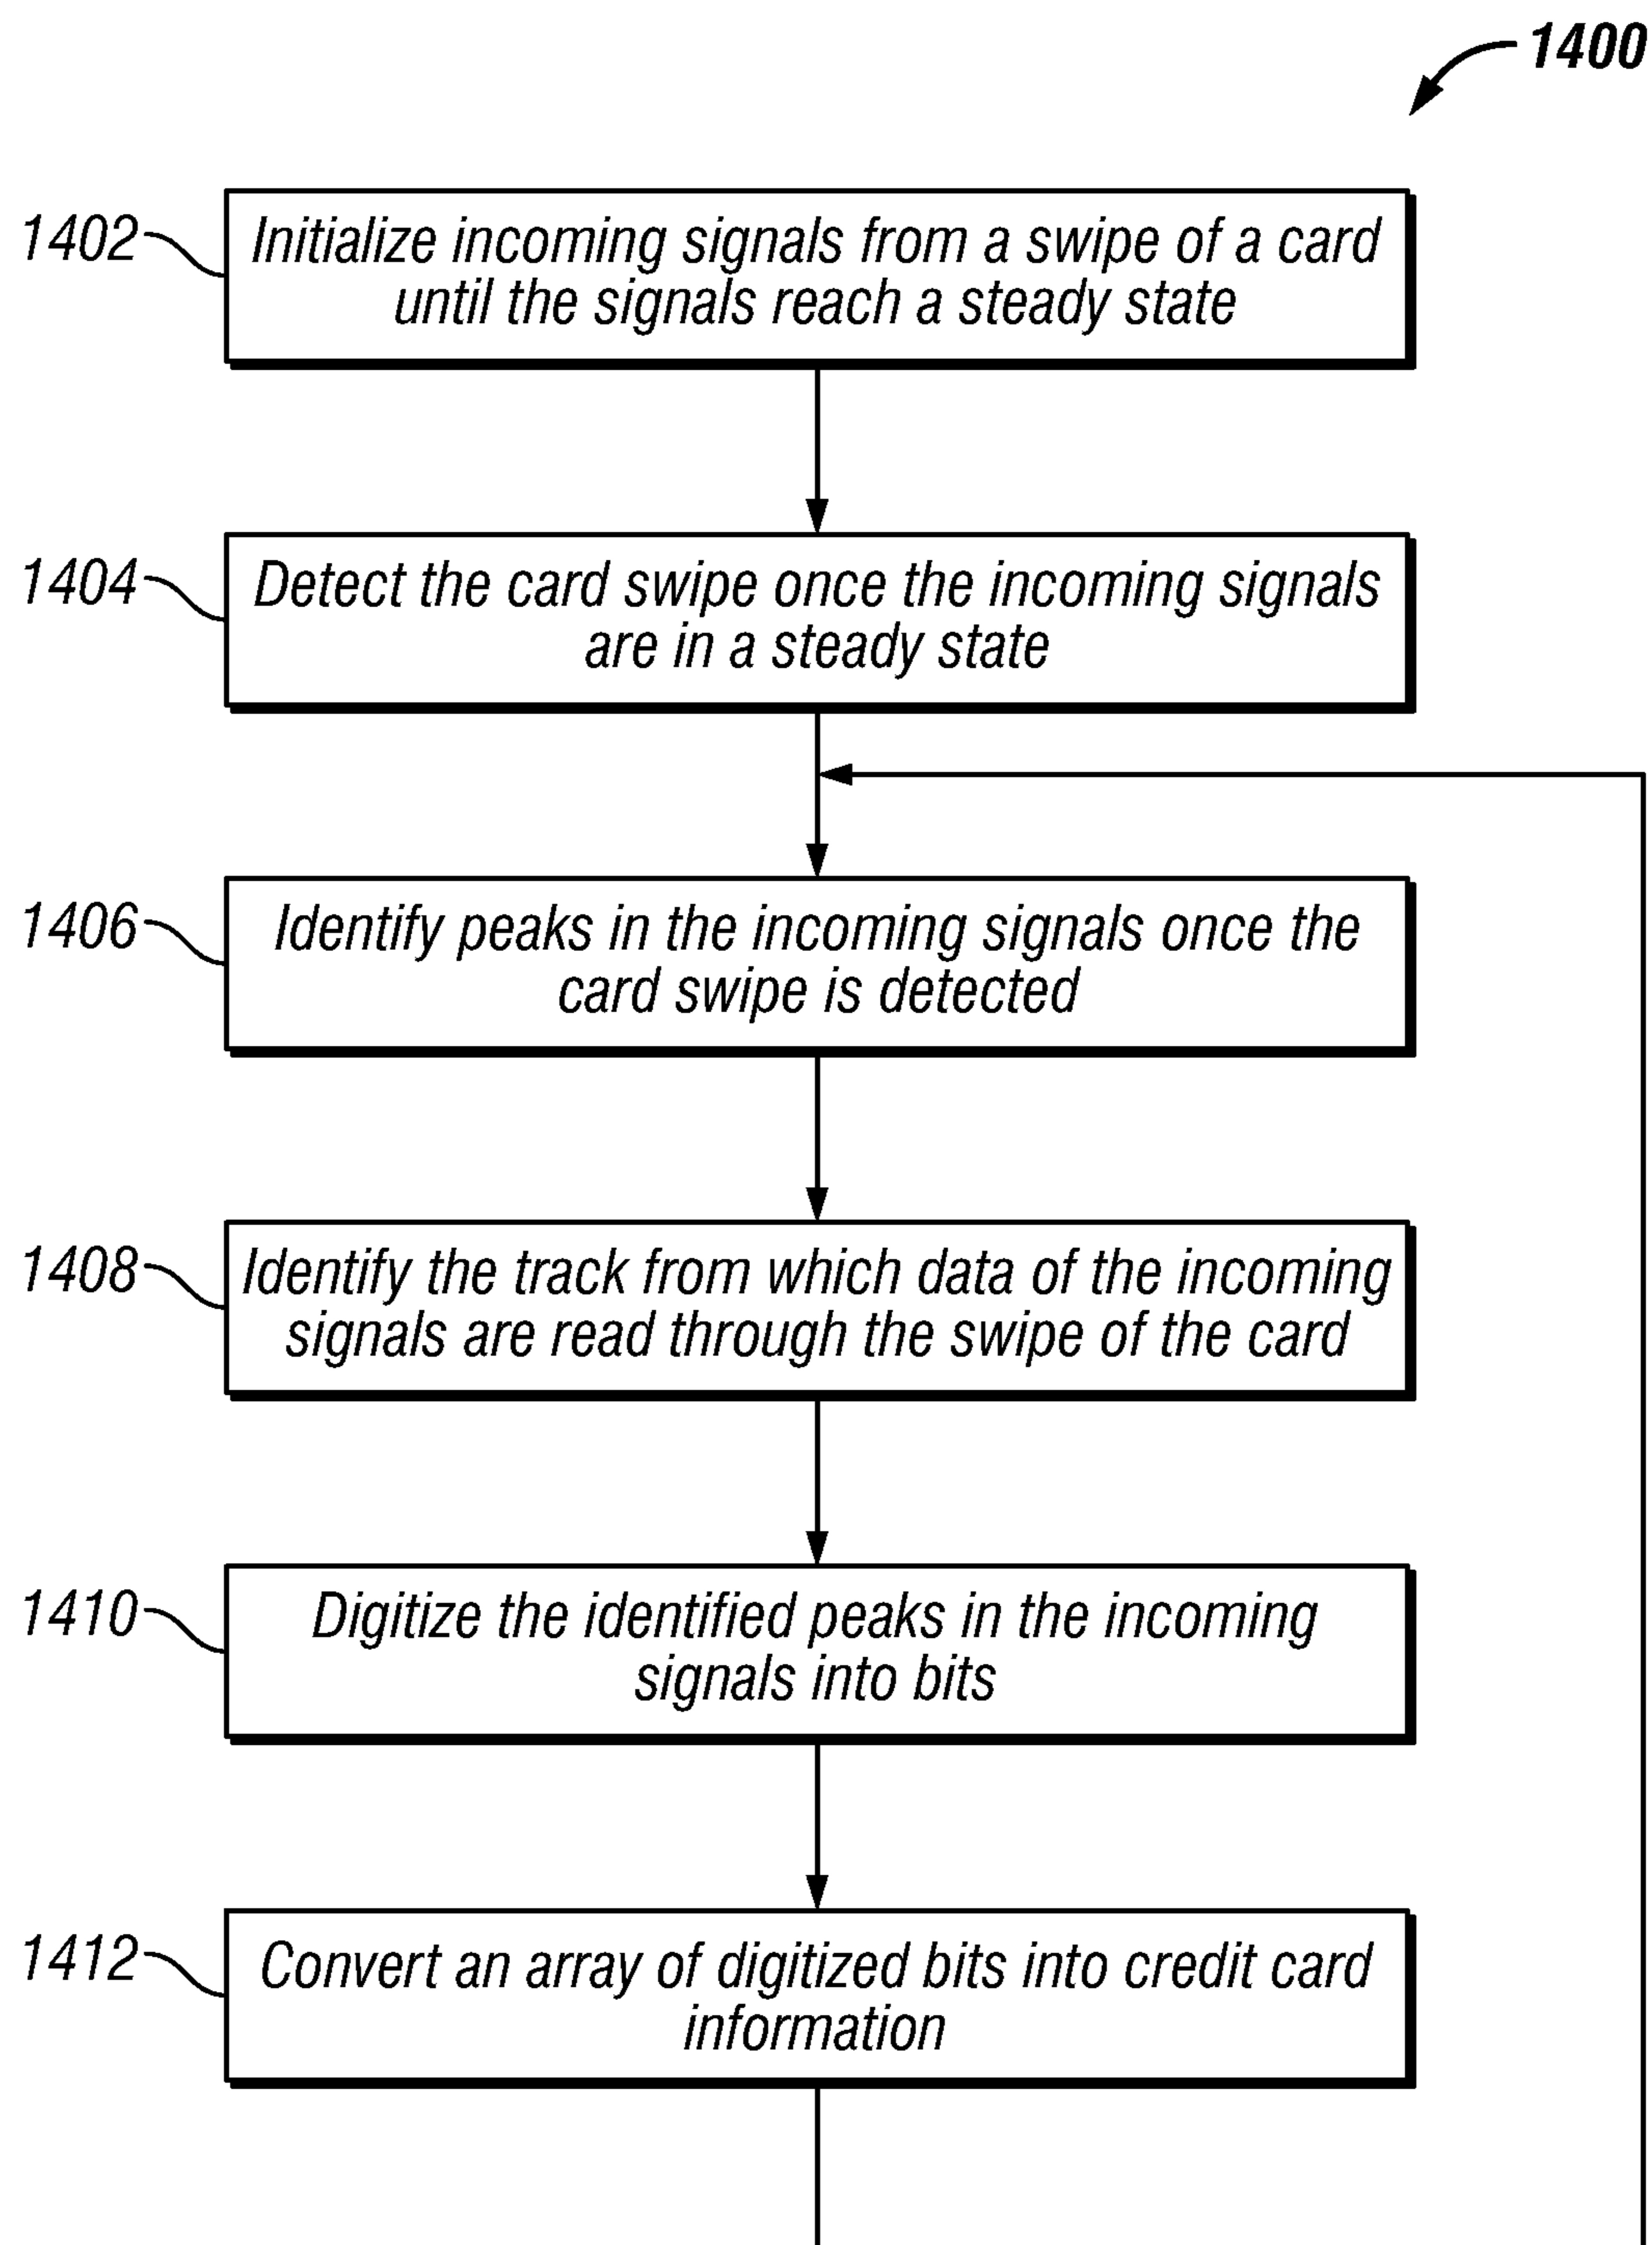 1400
1402
Initialize incoming signals from a swipe of a card
until the signals reach a steady state
1404
Detect the card swipe once the incoming signals
are in a steady state
1406
Identify peaks in the incoming signals once the
card swipe is detected
1408
Identify the track from which data of the incoming
signals are read through the swipe of the card
1410
Digitize the identified peaks in the incoming
signals into bits
1412
Convert an array of digitized bits into credit card
information